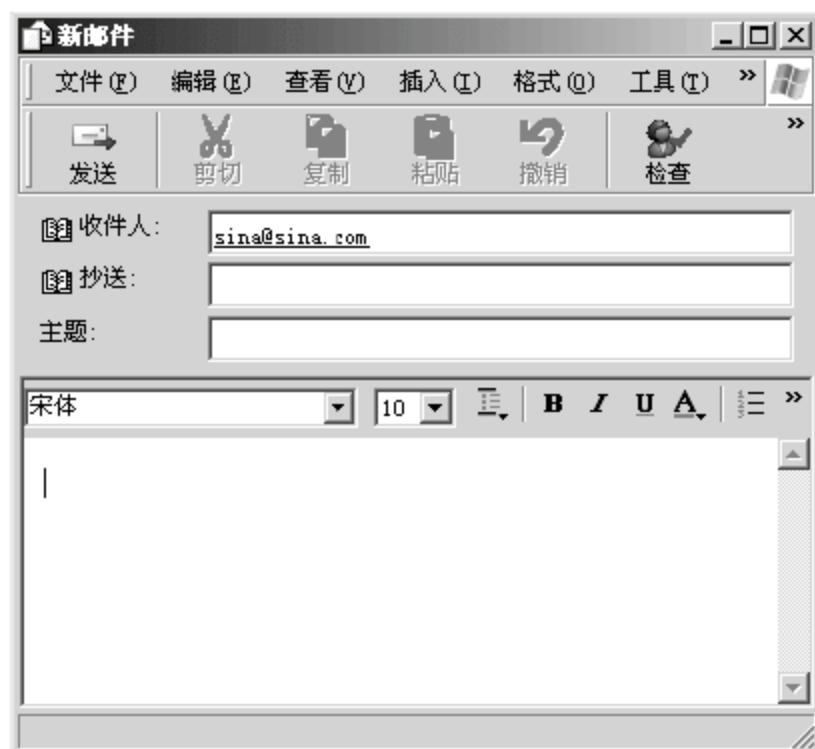 新邮件
文件(F) 编辑(E) 查看(V) 插入(I) 格式(O) 工具(T) »
发送 剪切 复制 粘贴 撤销 检查 »
收件人: sina@sina.com
抄送:
主题:
宋体 10 B I U A »